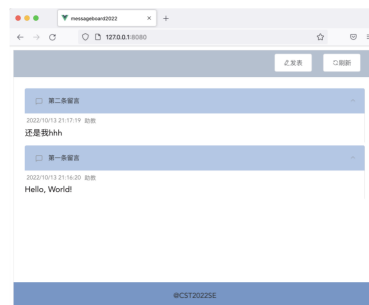 messageboard2022
127.0.0.1:8080
发表
刷新
第二条留言
2022/10/13 21:17:19 助教
还是我hhh
第一条留言
2022/10/13 21:16:20 助教
Hello, World!
@CST2022SE